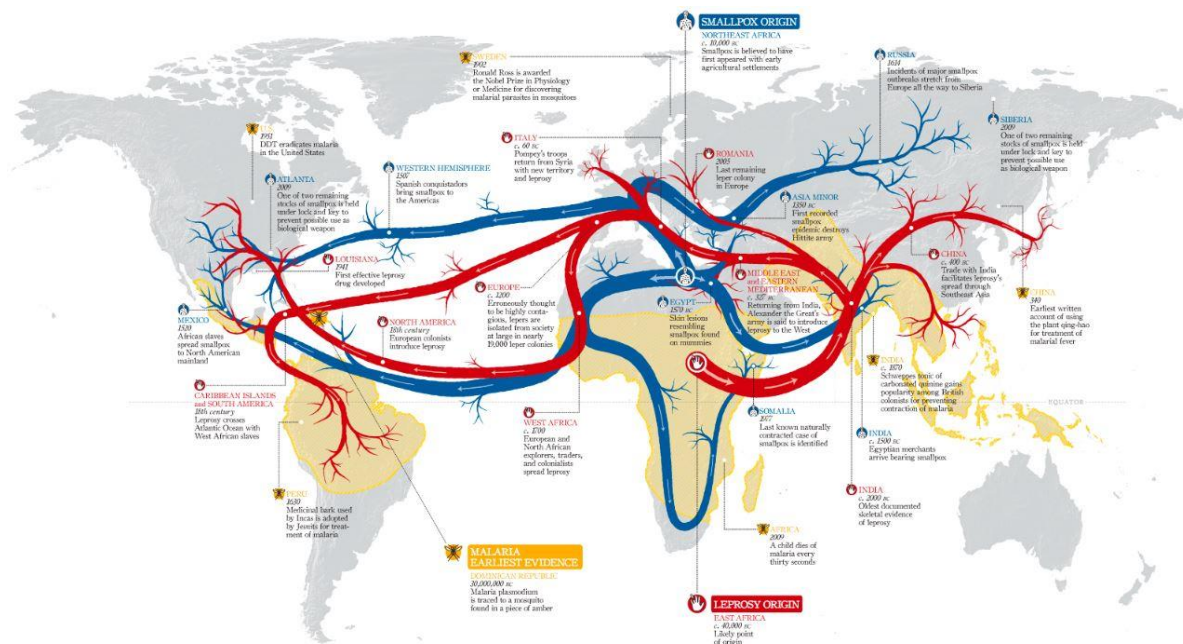 SMALLPOX ORIGIN
NORTHEAST AFRICA
c. 10,000 BC
Smallpox is believed to have
first appeared with early
agricultural settlements
SWEDEN
1902
Ronald Ross is awarded
the Nobel Prize in Physiology
or Medicine for discovering
malarial parasites in mosquitoes
RUSSIA
1614
Incidents of major smallpox
outbreaks stretch from
Europe all the way to Siberia
SIBERIA
2009
One of two remaining
stocks of smallpox is held
under lock and key to
prevent possible use
as biological weapon
U.S.
1951
DDT eradicates malaria
in the United States
ITALY
c. 60 BC
Pompey's troops
return from Syria
with new territory
and leprosy
ROMANIA
2003
Last remaining
leper colony
in Europe
ATLANTA
2009
One of two remaining
stocks of smallpox is held
under lock and key to
prevent possible use as
biological weapon
WESTERN HEMISPHERE
1507
Spanish conquistadors
bring smallpox to
the Americas
ASIA MINOR
1350 BC
First recorded
smallpox
epidemic destroys
Hittite army
LOUISIANA
1941
First effective leprosy
drug developed
EUROPE
c. 1200
Erroneously thought
to be highly conta-
gious, lepers are
isolated from society
at large in nearly
19,000 leper colonies
MIDDLE EAST
and EASTERN
MEDITERRANEAN
c. 327 BC
Returning from India,
Alexander the Great's
army is said to introduce
leprosy to the West
EGYPT
1570 BC
Skin lesions
resembling
smallpox found
on mummies
CHINA
c. 400 BC
Trade with India
facilitates leprosy's
spread through
Southeast Asia
CHINA
340
Earliest written
account of using
the plant qing-hao
for treatment of
malarial fever
MEXICO
1520
African slaves
spread smallpox
to North American
mainland
NORTH AMERICA
18th century
European colonists
introduce leprosy
CARIBBEAN ISLANDS
and SOUTH AMERICA
18th century
Leprosy crosses
Atlantic Ocean with
West African slaves
INDIA
c. 1870
Schweppes tonic of
carbonated quinine gains
popularity among British
colonists for preventing
contraction of malaria
EQUATOR
WEST AFRICA
c. 1700
European and
North African
explorers, traders,
and colonialists
spread leprosy
SOMALIA
1977
Last known naturally
contracted case of
smallpox is identified
INDIA
c. 1500 BC
Egyptian merchants
arrive bearing smallpox
PERU
1630
Medicinal bark used
by Incas is adopted
by Jesuits for treat-
ment of malaria
INDIA
c. 2000 BC
Oldest documented
skeletal evidence
of leprosy
AFRICA
2009
A child dies of
malaria every
thirty seconds
MALARIA
EARLIEST EVIDENCE
DOMINICAN REPUBLIC
30,000,000 BC
Malaria plasmodium
is traced to a mosquito
found in a piece of amber
LEPROSY ORIGIN
EAST AFRICA
c. 40,000 BC
Likely point
of origin